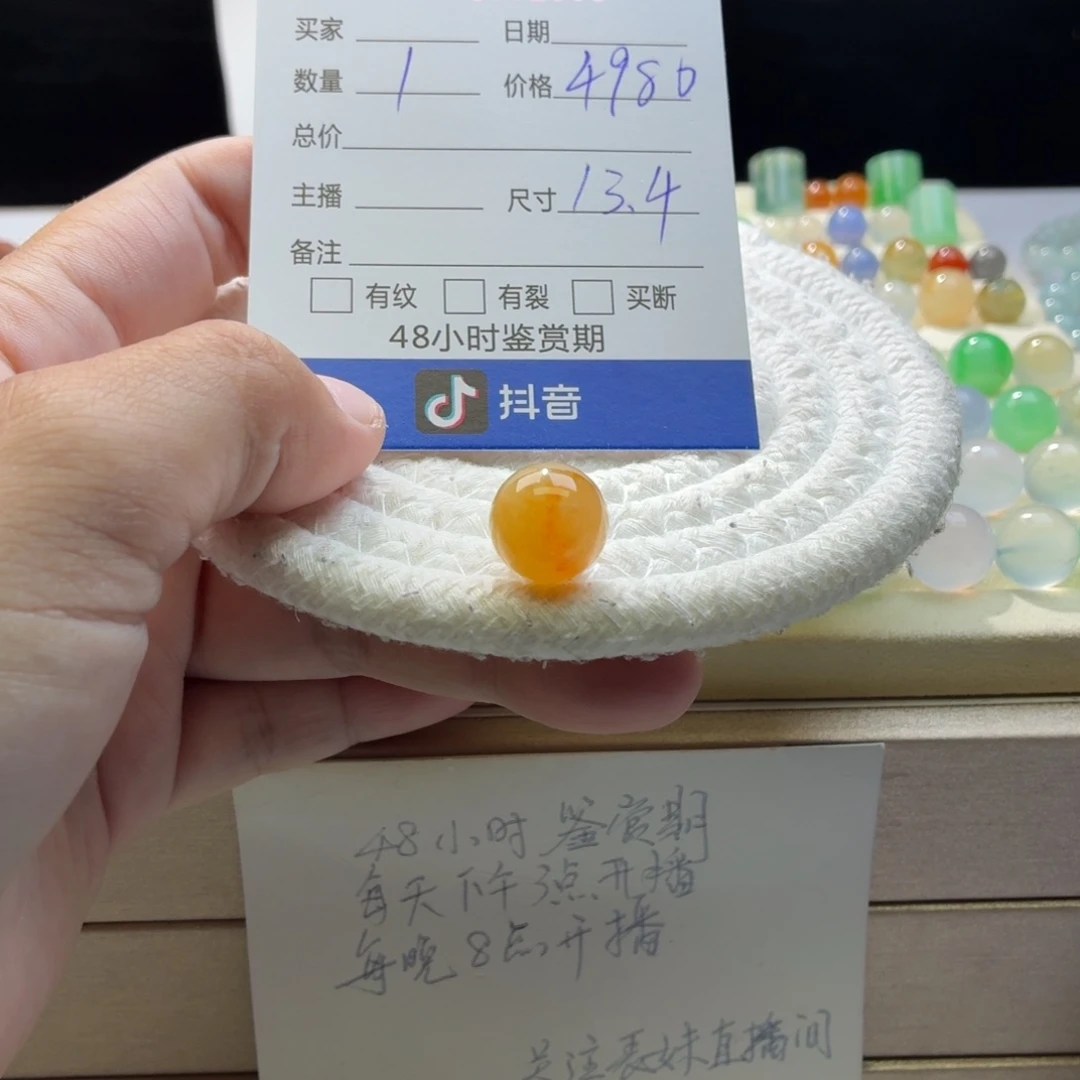 买家 日期
数量 1 价格 4980
总价
主播 尺寸 13.4
备注
有纹 有裂 买断
48小时鉴赏期
抖音
48小时鉴赏期
每天下午3点开播
每晚8点开播
关注表妹直播间